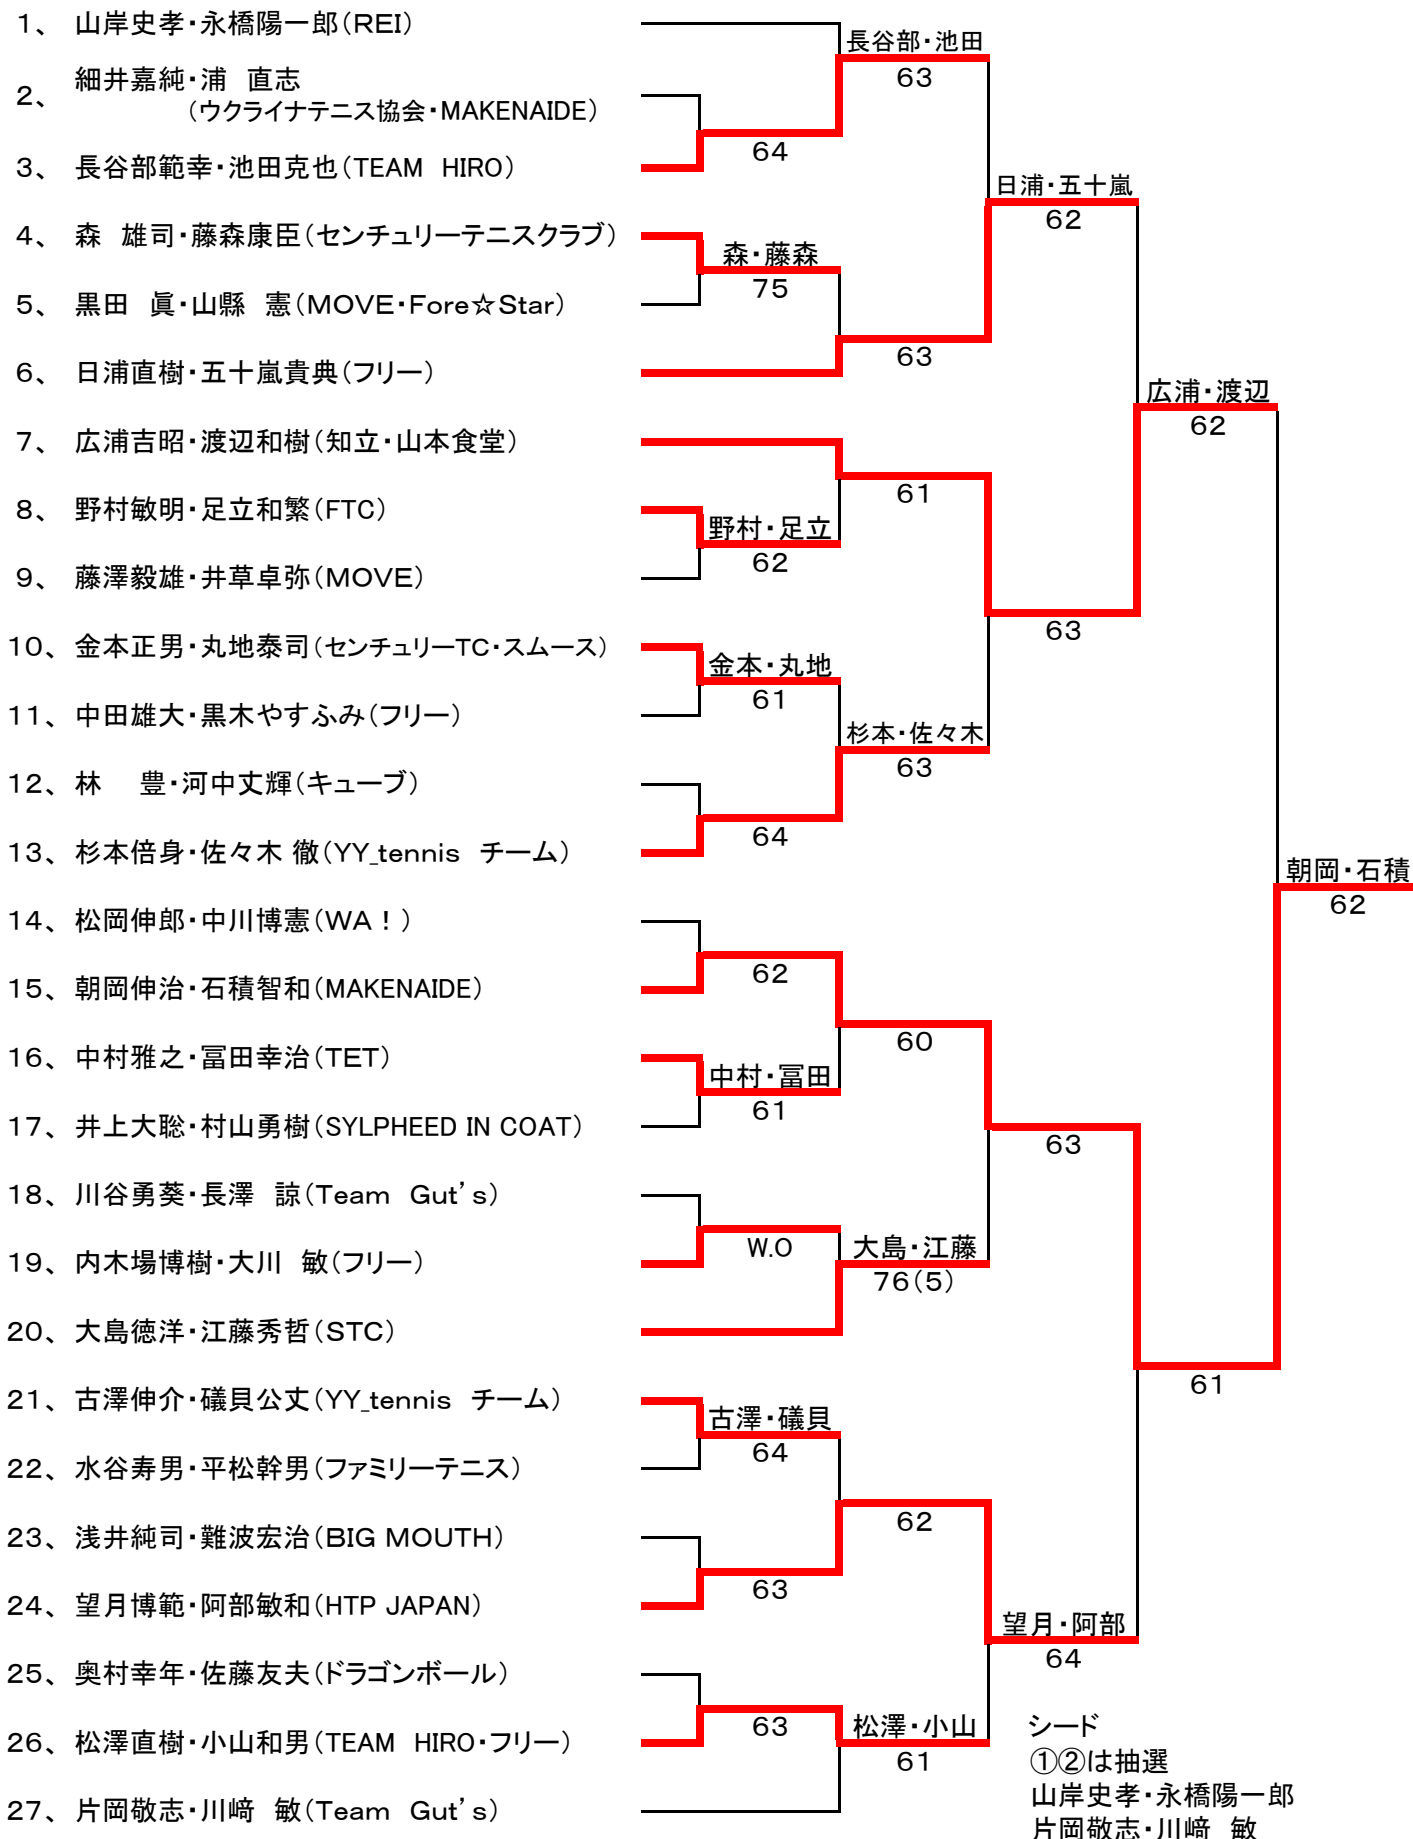 1、 山岸史孝・永橋陽一郎(REI)
2、 細井嘉純・浦 直志
(ウクライナテニス協会・MAKENAIDE)
3、 長谷部範幸・池田克也(TEAM HIRO)
4、 森 雄司・藤森康臣(センチュリーテニスクラブ)
5、 黒田 眞・山縣 憲(MOVE・Fore☆Star)
6、 日浦直樹・五十嵐貴典(フリー)
7、 広浦吉昭・渡辺和樹(知立・山本食堂)
8、 野村敏明・足立和繁(FTC)
9、 藤澤毅雄・井草卓弥(MOVE)
10、 金本正男・丸地泰司(センチュリーTC・スムース)
11、 中田雄大・黒木やすふみ(フリー)
12、 林 豊・河中丈輝(キューブ)
13、 杉本倍身・佐々木 徹(YY_tennis チーム)
14、 松岡伸郎・中川博憲(WA!)
15、 朝岡伸治・石積智和(MAKENAIDE)
16、 中村雅之・冨田幸治(TET)
17、 井上大聡・村山勇樹(SYLPHEED IN COAT)
18、 川谷勇葵・長澤 諒(Team Gut's)
19、 内木場博樹・大川 敏(フリー)
20、 大島徳洋・江藤秀哲(STC)
21、 古澤伸介・礒貝公丈(YY_tennis チーム)
22、 水谷寿男・平松幹男(ファミリーテニス)
23、 浅井純司・難波宏治(BIG MOUTH)
24、 望月博範・阿部敏和(HTP JAPAN)
25、 奥村幸年・佐藤友夫(ドラゴンボール)
26、 松澤直樹・小山和男(TEAM HIRO・フリー)
27、 片岡敬志・川﨑 敏(Team Gut's)
64
森・藤森
75
野村・足立
62
金本・丸地
61
64
62
中村・冨田
61
W.O
古澤・礒貝
64
63
63
長谷部・池田
63
63
61
杉本・佐々木
63
60
大島・江藤
76(5)
62
松澤・小山
61
日浦・五十嵐
62
63
63
望月・阿部
64
広浦・渡辺
62
61
朝岡・石積
62
シード
①②は抽選
山岸史孝・永橋陽一郎
片岡敬志・川﨑 敏